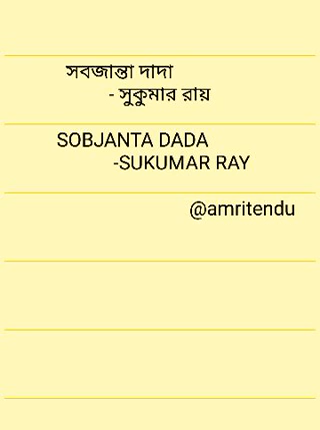 সবজান্তা দাদা
- সুকুমার রায়
SOBJANTA DADA
-SUKUMAR RAY
@amritendu